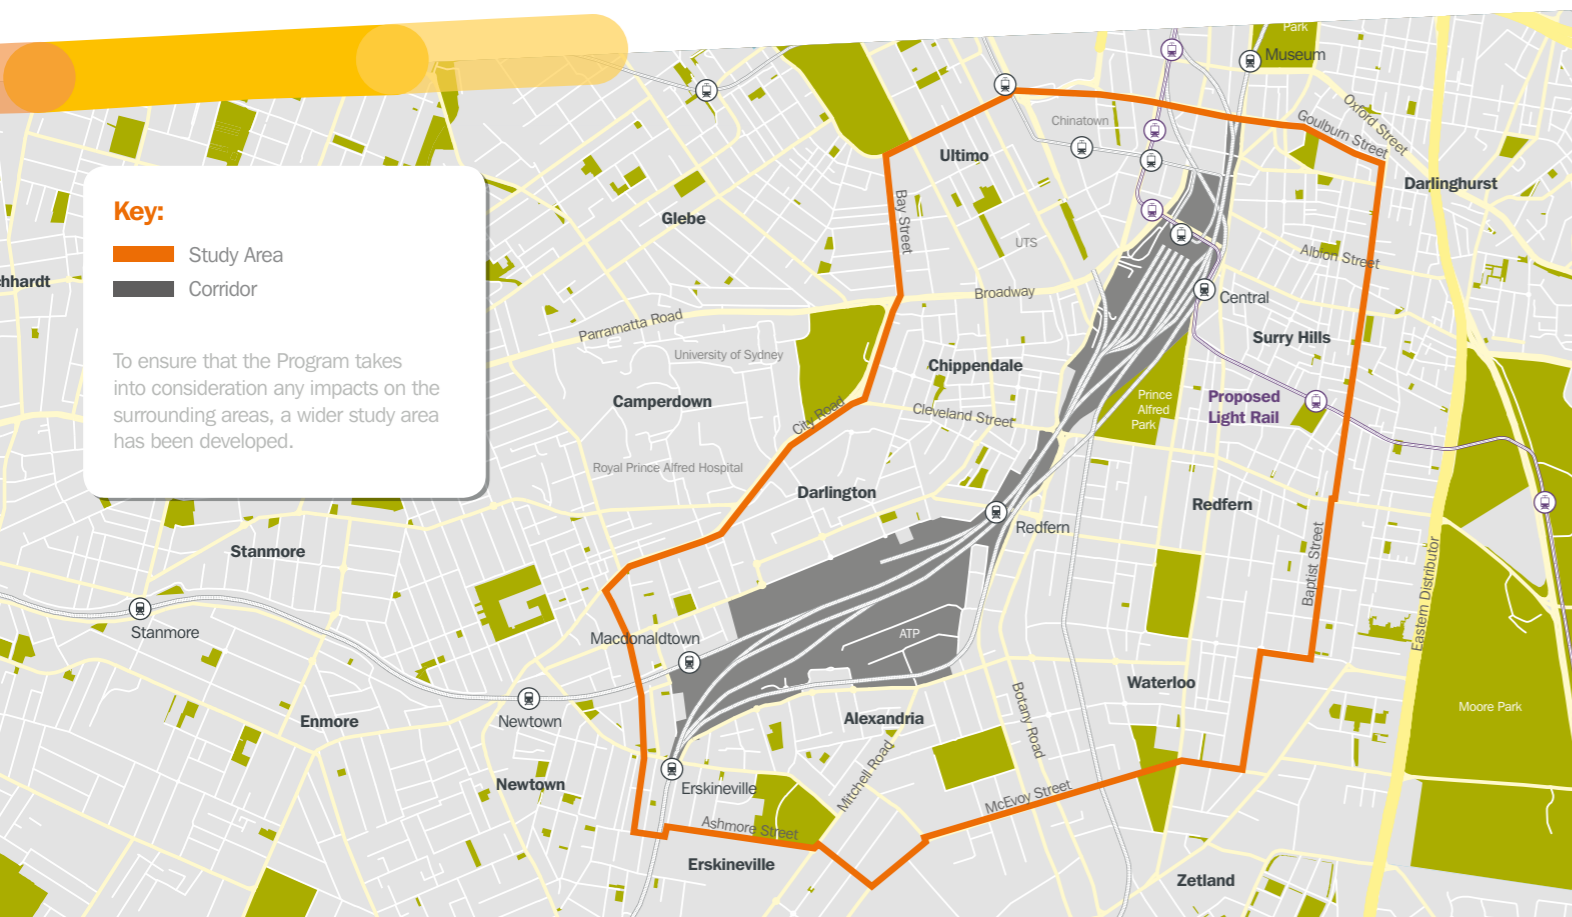 Park
Museum
Oxford Street
Goulburn Street
Chinatown
Ultimo
Darlinghurst
Key:
Glebe
Bay Street
UTS
Study Area
Albion Street
hhardt
Corridor
Broadway
Central
Parramatta Road
Surry Hills
University of Sydney
Chippendale
To ensure that the Program takes
into consideration any impacts on the
surrounding areas, a wider study area
has been developed.
Camperdown
City Road
Cleveland Street
Prince
Alfred
Park
Proposed
Light Rail
Royal Prince Alfred Hospital
Darlington
Redfern
Redfern
Stanmore
Baptist Street
Eastern Distributor
Stanmore
Macdonaldtown
ATP
Waterloo
Newtown
Enmore
Alexandria
Botany Road
Moore Park
Newtown
Erskineville
Mitchell Road
McEvoy Street
Ashmore Street
Erskineville
Zetland